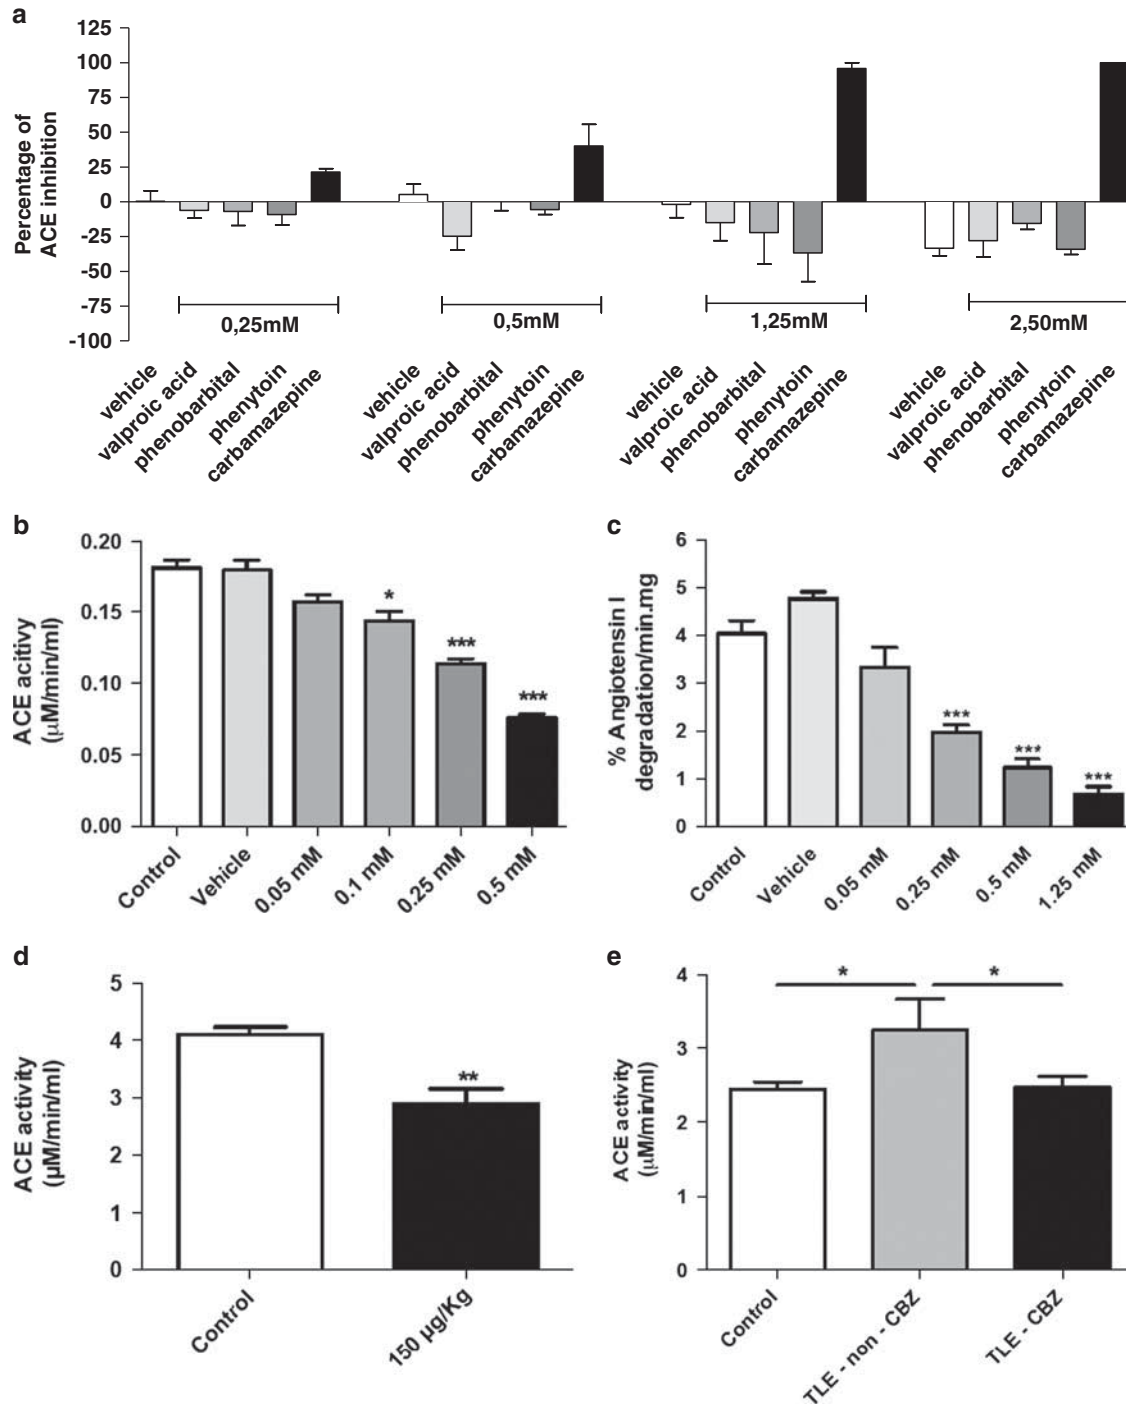 a
125
100
75
50
25
0
-25
-50
-75
-100
Percentage of
ACE inhibition
0,25mM
0,5mM
1,25mM
2,50mM
vehicle
valproic acid
phenobarbital
phenytoin
carbamazepine
vehicle
valproic acid
phenobarbital
phenytoin
carbamazepine
vehicle
valproic acid
phenobarbital
phenytoin
carbamazepine
vehicle
valproic acid
phenobarbital
phenytoin
carbamazepine
b
0.20
0.15
0.10
0.05
0.00
ACE acitivy
(µM/min/ml)
*
***
***
Control
Vehicle
0.05 mM
0.1 mM
0.25 mM
0.5 mM
c
6
5
4
3
2
1
0
% Angiotensin I
degradation/min.mg
***
***
***
Control
Vehicle
0.05 mM
0.25 mM
0.5 mM
1.25 mM
d
5
4
3
2
1
0
ACE activity
(µM/min/ml)
**
Control
150 µg/Kg
e
4
3
2
1
0
ACE activity
(µM/min/ml)
*
*
Control
TLE - non - CBZ
TLE - CBZ